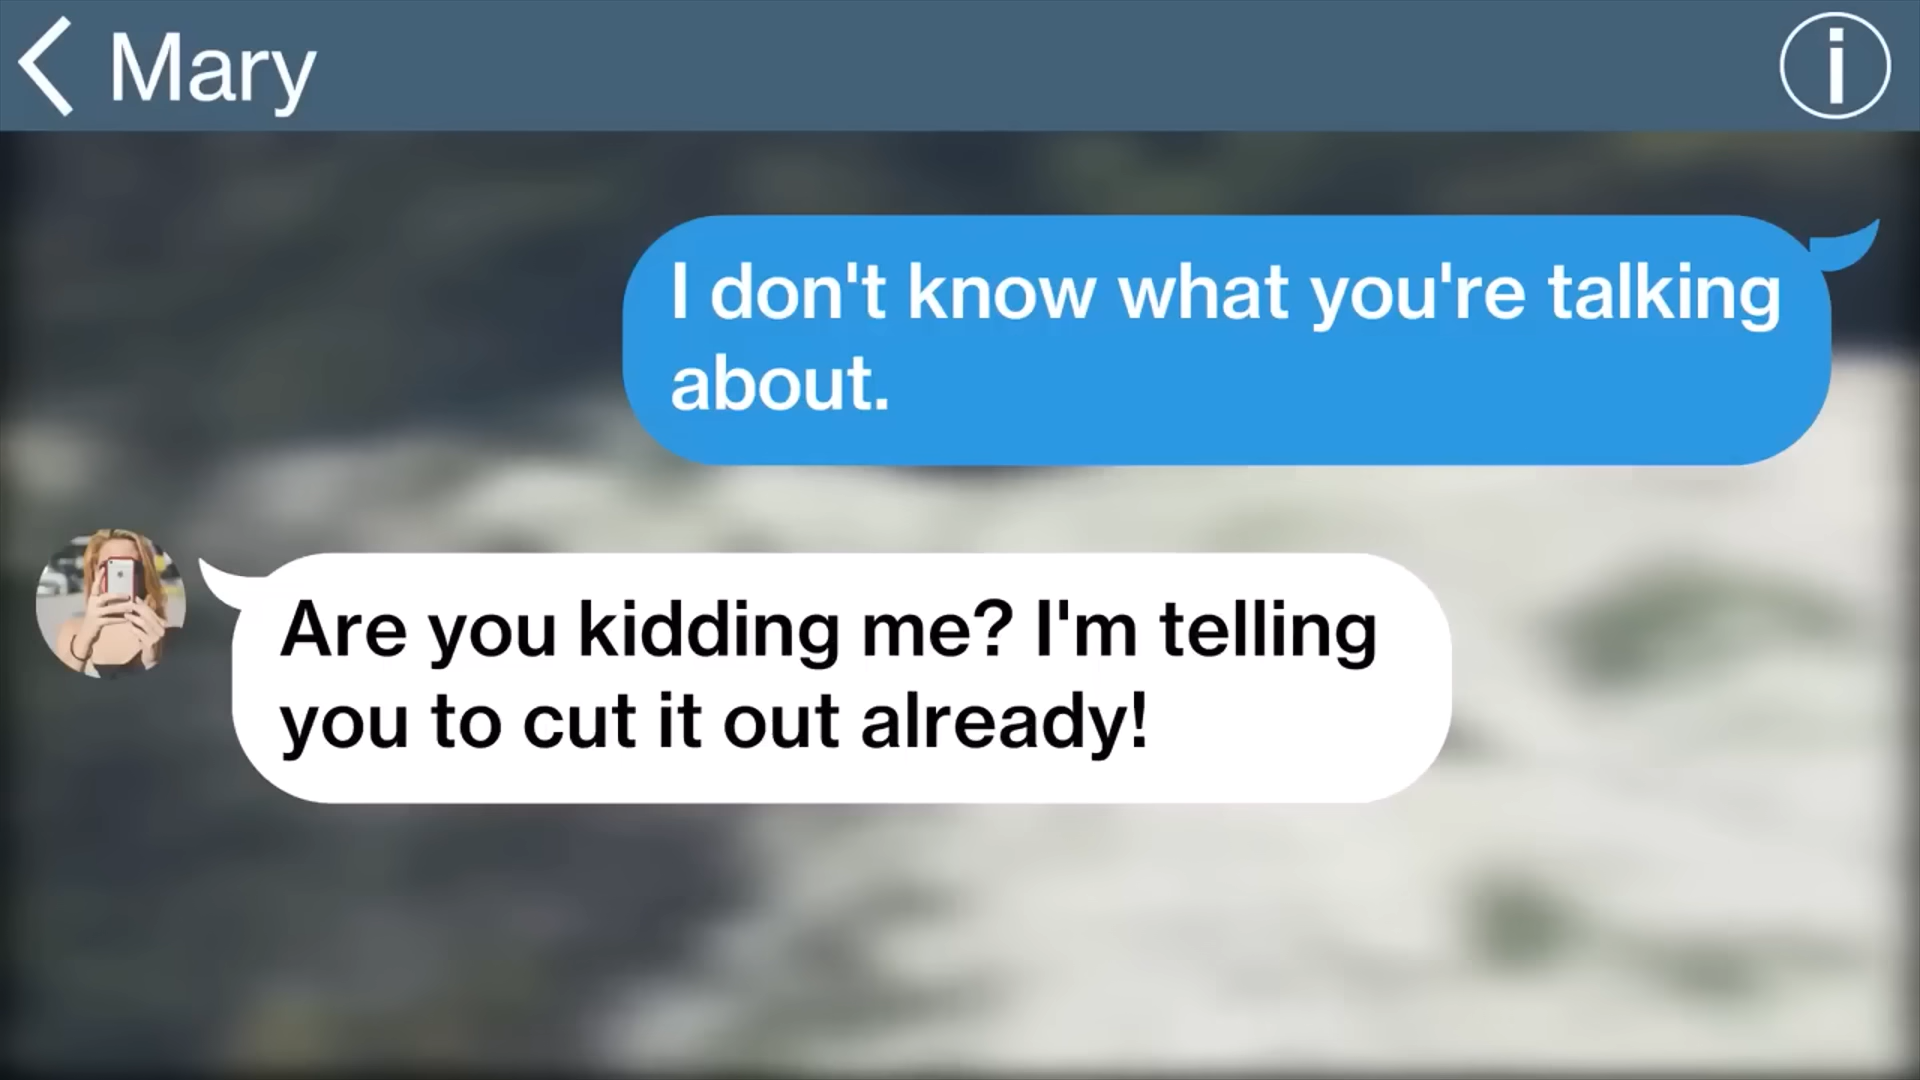 Mary
I don't know what you're talking
about.
Are you kidding me? I'm telling
you to cut it out already!